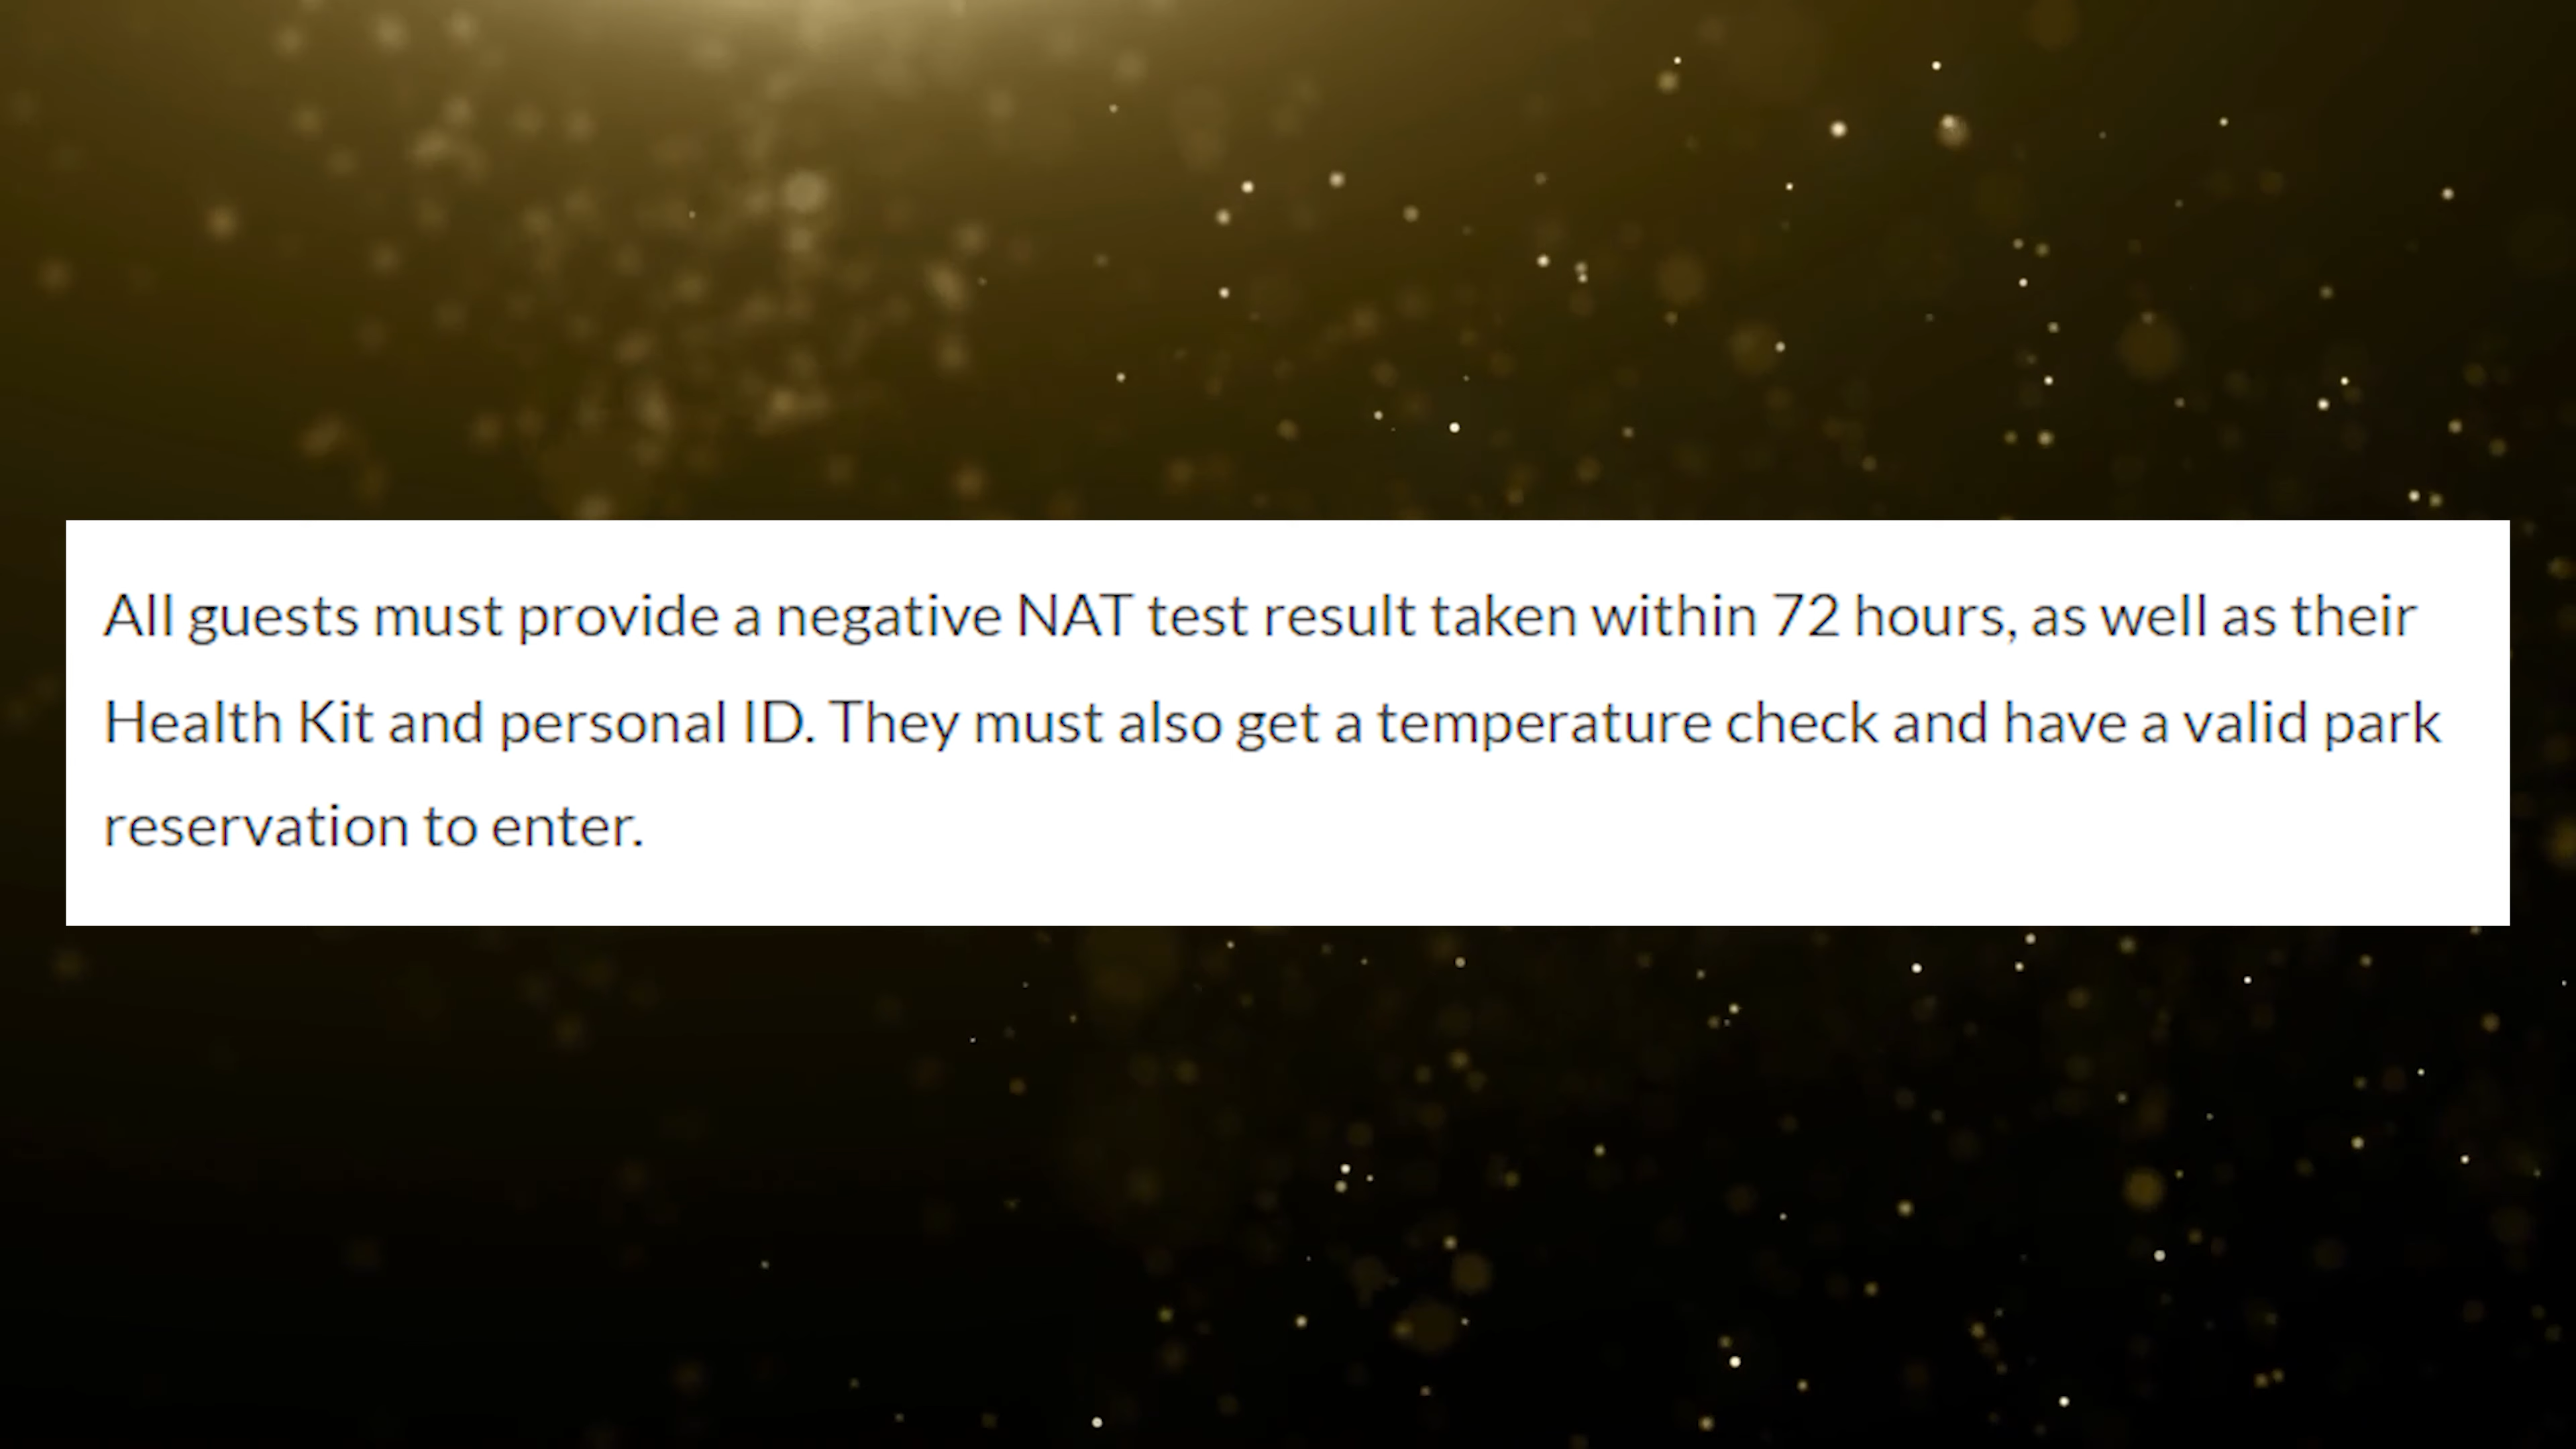 All guests must provide a negative NAT test result taken within 72 hours, as well as their
Health Kit and personal ID. They must also get a temperature check and have a valid park
reservation to enter.